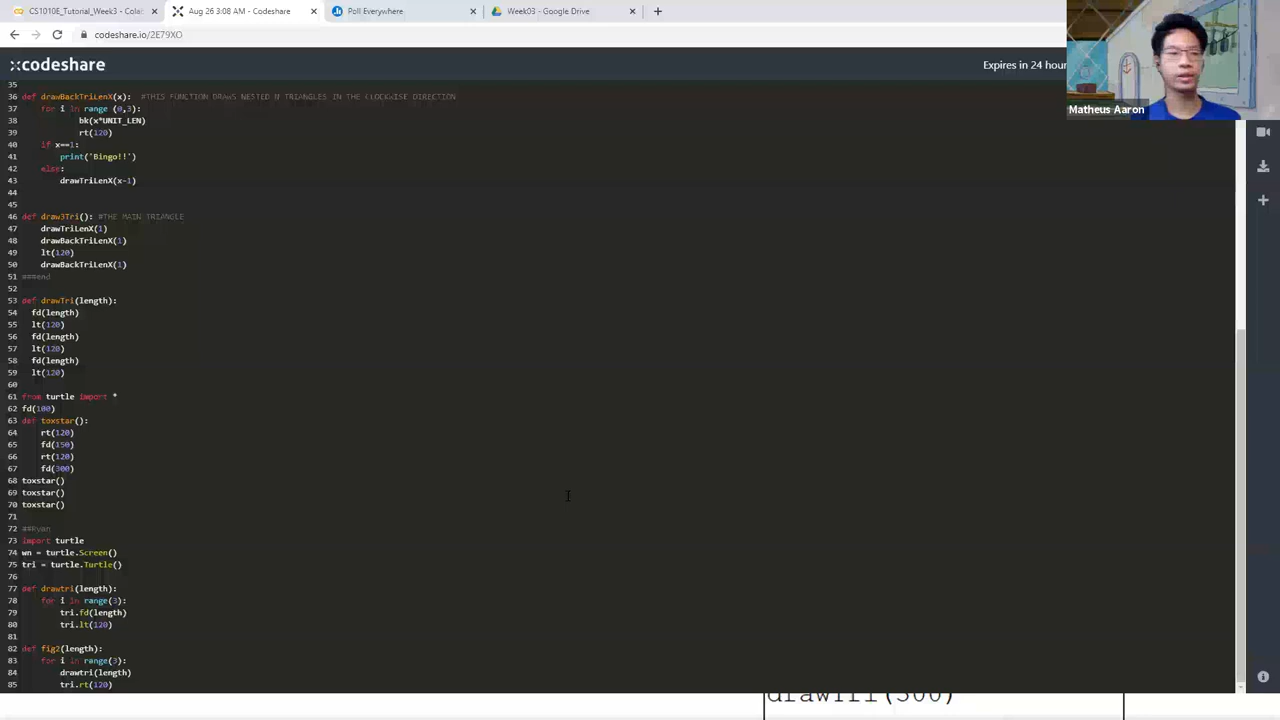 CS1010E_Tutorial_Week3 - Colab
Aug 26 3:08 AM - Codeshare
Poll Everywhere
Week03 - Google Drive
codeshare.io/2E79XO
::codeshare
Expires in 24 hour
Matheus Aaron
35
36 def drawBackTriLenX(x): #THIS FUNCTION DRAWS NESTED N TRIANGLES IN THE CLOCKWISE DIRECTION
37 for i in range (0,3):
38 bk(x*UNIT_LEN)
39 rt(120)
40 if x==1:
41 print('Bingo!!')
42 else:
43 drawTriLenX(x-1)
44
45
46 def draw3Tri(): #THE MAIN TRIANGLE
47 drawTriLenX(1)
48 drawBackTriLenX(1)
49 lt(120)
50 drawBackTriLenX(1)
51 ###end
52
53 def drawTri(length):
54 fd(length)
55 lt(120)
56 fd(length)
57 lt(120)
58 fd(length)
59 lt(120)
60
61 from turtle import *
62 fd(100)
63 def toxstar():
64 rt(120)
65 fd(150)
66 rt(120)
67 fd(300)
68 toxstar()
69 toxstar()
70 toxstar()
71
72 ##Ryan
73 import turtle
74 wn = turtle.Screen()
75 tri = turtle.Turtle()
76
77 def drawtri(length):
78 for i in range(3):
79 tri.fd(length)
80 tri.lt(120)
81
82 def fig2(length):
83 for i in range(3):
84 drawtri(length)
85 tri.rt(120)
drawTri(300)